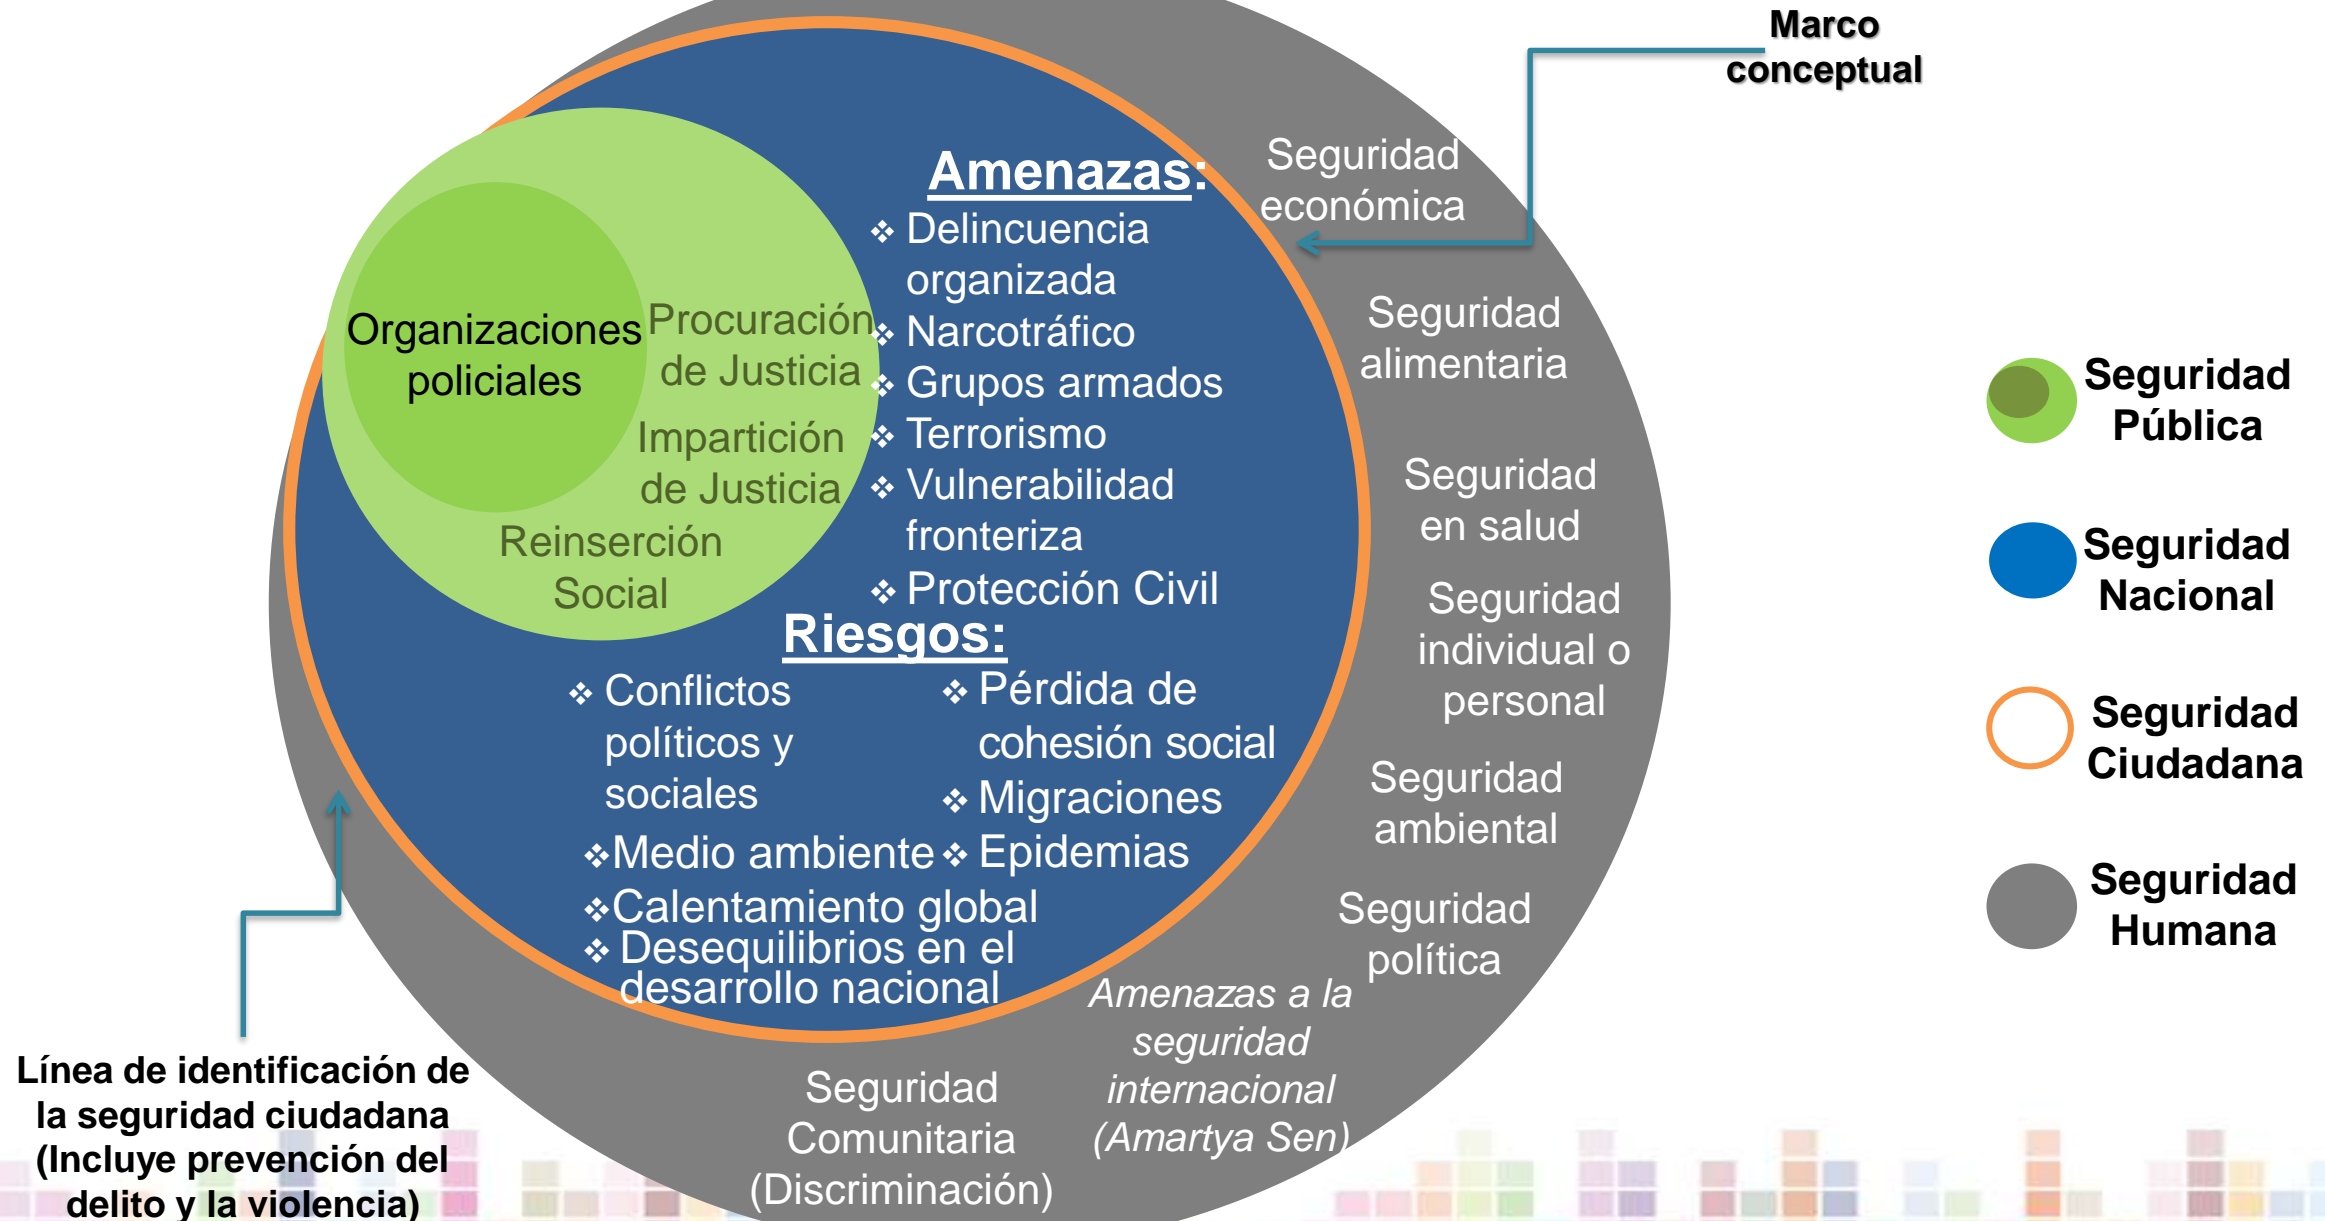 Marco
conceptual
Amenazas:
❖ Delincuencia
organizada
❖ Narcotráfico
❖ Grupos armados
❖ Terrorismo
❖ Vulnerabilidad
fronteriza
❖ Protección Civil
Organizaciones
policiales
Procuración
de Justicia
Impartición
de Justicia
Reinserción
Social
Riesgos:
❖ Conflictos
políticos y
sociales
❖Medio ambiente
❖Calentamiento global
❖ Desequilibrios en el
desarrollo nacional
❖ Pérdida de
cohesión social
❖ Migraciones
❖ Epidemias
Seguridad
económica
Seguridad
alimentaria
Seguridad
en salud
Seguridad
individual o
personal
Seguridad
ambiental
Seguridad
política
Amenazas a la
seguridad
internacional
(Amartya Sen)
Seguridad
Comunitaria
(Discriminación)
Línea de identificación de
la seguridad ciudadana
(Incluye prevención del
delito y la violencia)
Seguridad
Pública
Seguridad
Nacional
Seguridad
Ciudadana
Seguridad
Humana